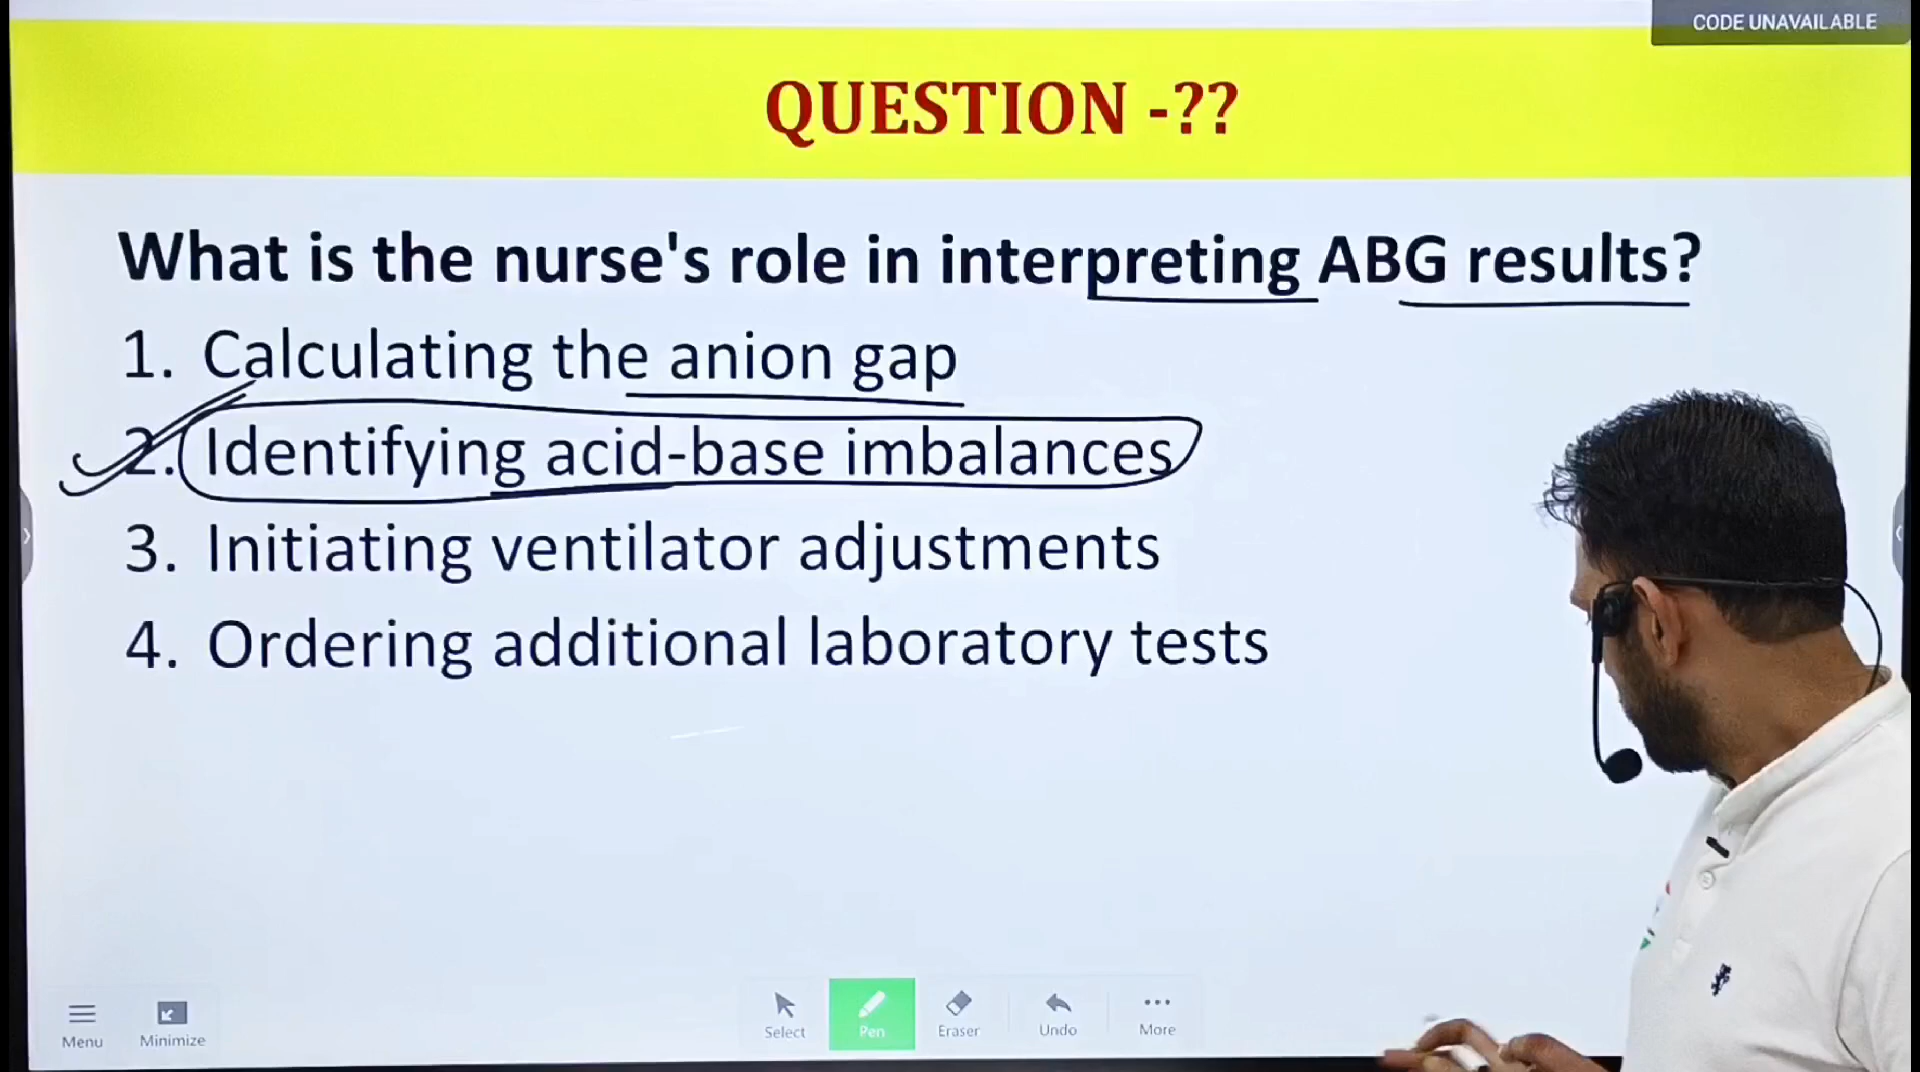 CODE UNAVAILABLE
QUESTION -??
What is the nurse's role in interpreting ABG results?
1. Calculating the anion gap
2. Identifying acid-base imbalances
3. Initiating ventilator adjustments
4. Ordering additional laboratory tests
Menu
Minimize
Select
Pen
Eraser
Undo
More